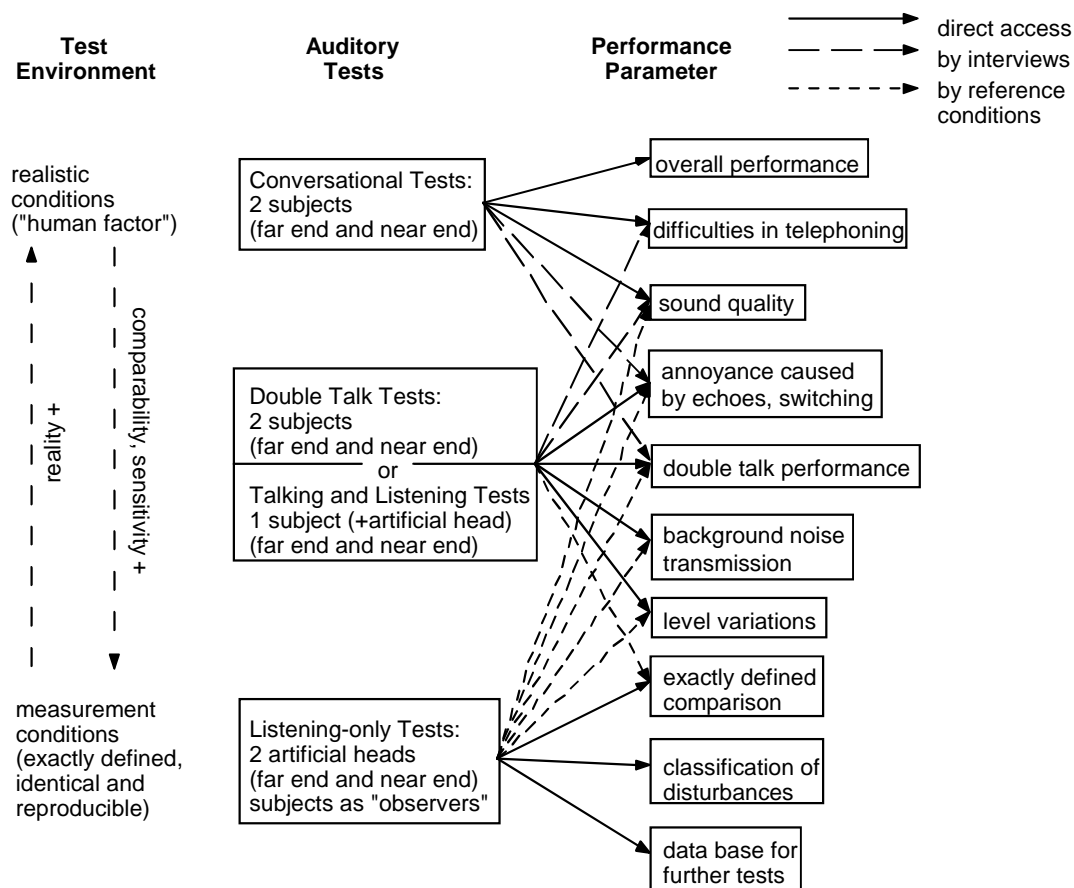 Test
Environment
Auditory
Tests
Performance
Parameter
direct access
by interviews
by reference
conditions
realistic
conditions
("human factor")
reality +
comparability, sensitivity +
measurement
conditions
(exactly defined,
identical and
reproducible)
Conversational Tests:
2 subjects
(far end and near end)
Double Talk Tests:
2 subjects
(far end and near end)
or
Talking and Listening Tests
1 subject (+artificial head)
(far end and near end)
Listening-only Tests:
2 artificial heads
(far end and near end)
subjects as "observers"
overall performance
difficulties in telephoning
sound quality
annoyance caused
by echoes, switching
double talk performance
background noise
transmission
level variations
exactly defined
comparison
classification of
disturbances
data base for
further tests